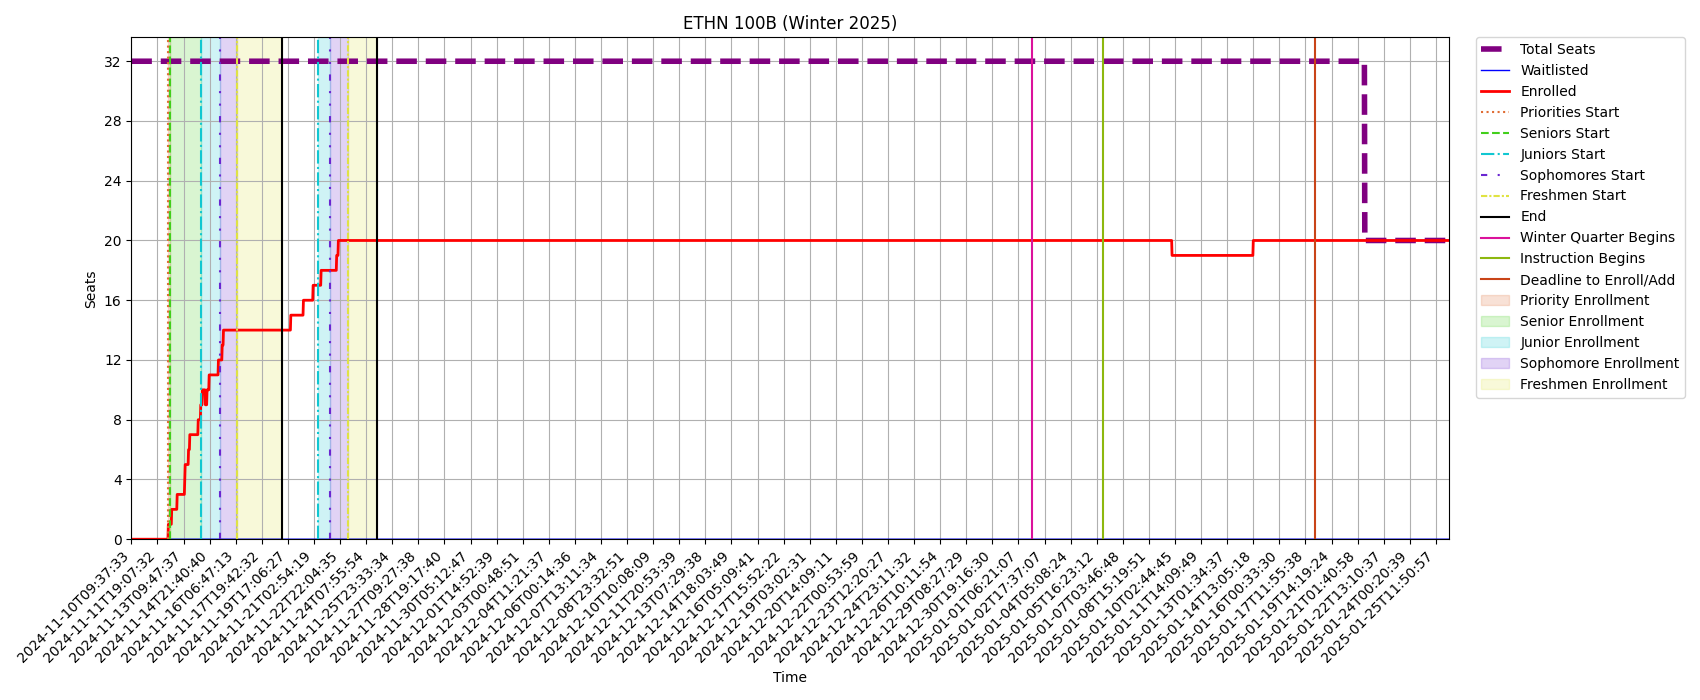 ETHN 100B (Winter 2025)
Seats
32
28
24
20
16
12
8
4
0
2024-11-10T09:37:33
2024-11-11T19:07:32
2024-11-13T09:47:37
2024-11-14T21:40:40
2024-11-16T06:47:13
2024-11-17T19:42:32
2024-11-19T17:06:27
2024-11-21T02:54:19
2024-11-22T22:04:35
2024-11-24T07:55:54
2024-11-25T23:33:34
2024-11-27T09:27:38
2024-11-28T19:17:40
2024-11-30T05:12:47
2024-12-01T14:52:39
2024-12-03T00:48:51
2024-12-04T11:21:37
2024-12-06T00:14:36
2024-12-07T13:11:34
2024-12-08T23:32:51
2024-12-10T10:08:09
2024-12-11T20:53:39
2024-12-13T07:29:38
2024-12-14T18:03:49
2024-12-16T05:09:41
2024-12-17T15:52:22
2024-12-19T03:02:31
2024-12-20T14:09:11
2024-12-22T00:53:59
2024-12-23T12:20:27
2024-12-24T23:11:32
2024-12-26T10:11:54
2024-12-29T08:27:29
2024-12-30T19:16:30
2025-01-01T06:21:07
2025-01-02T17:37:07
2025-01-04T05:08:24
2025-01-05T16:23:12
2025-01-07T03:46:48
2025-01-08T15:19:51
2025-01-10T02:44:45
2025-01-11T14:09:49
2025-01-13T01:34:37
2025-01-14T13:05:18
2025-01-16T00:33:30
2025-01-17T11:55:38
2025-01-19T14:19:24
2025-01-21T01:40:58
2025-01-22T13:10:37
2025-01-24T00:20:39
2025-01-25T11:50:57
Time
Total Seats
Waitlisted
Enrolled
Priorities Start
Seniors Start
Juniors Start
Sophomores Start
Freshmen Start
End
Winter Quarter Begins
Instruction Begins
Deadline to Enroll/Add
Priority Enrollment
Senior Enrollment
Junior Enrollment
Sophomore Enrollment
Freshmen Enrollment